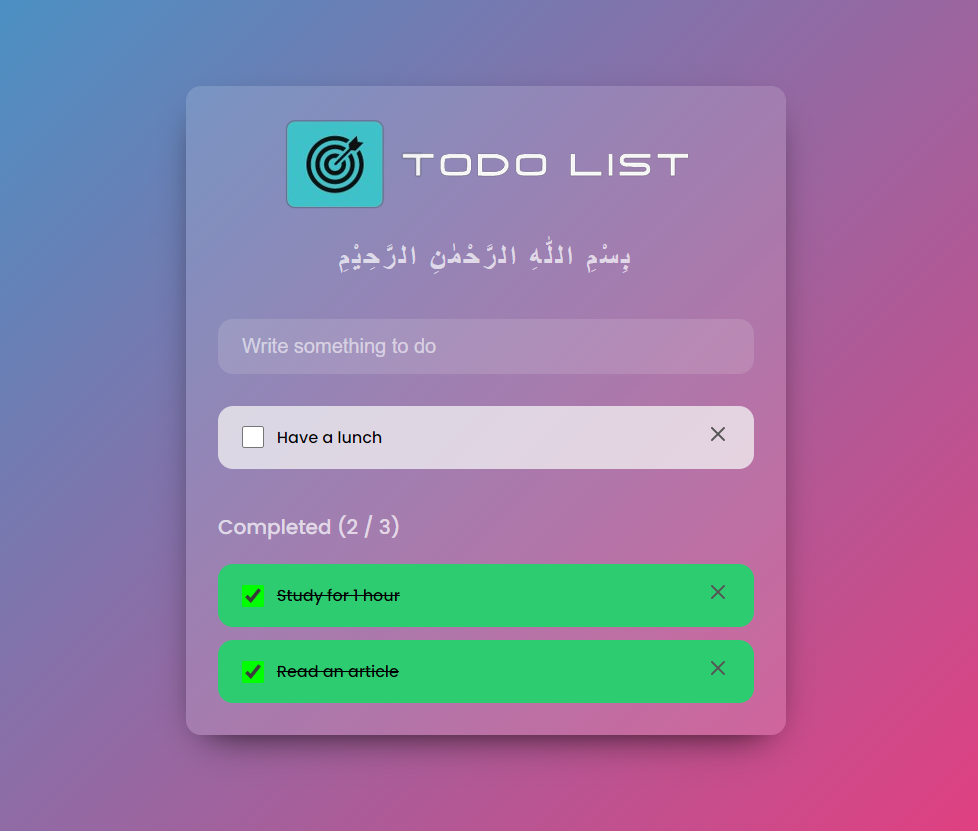 TODO LIST
بِسْمِ اللّٰهِ الرَّحْمٰنِ الرَّحِيْمِ
Write something to do
Have a lunch
Completed (2 / 3)
Study for 1 hour
Read an article